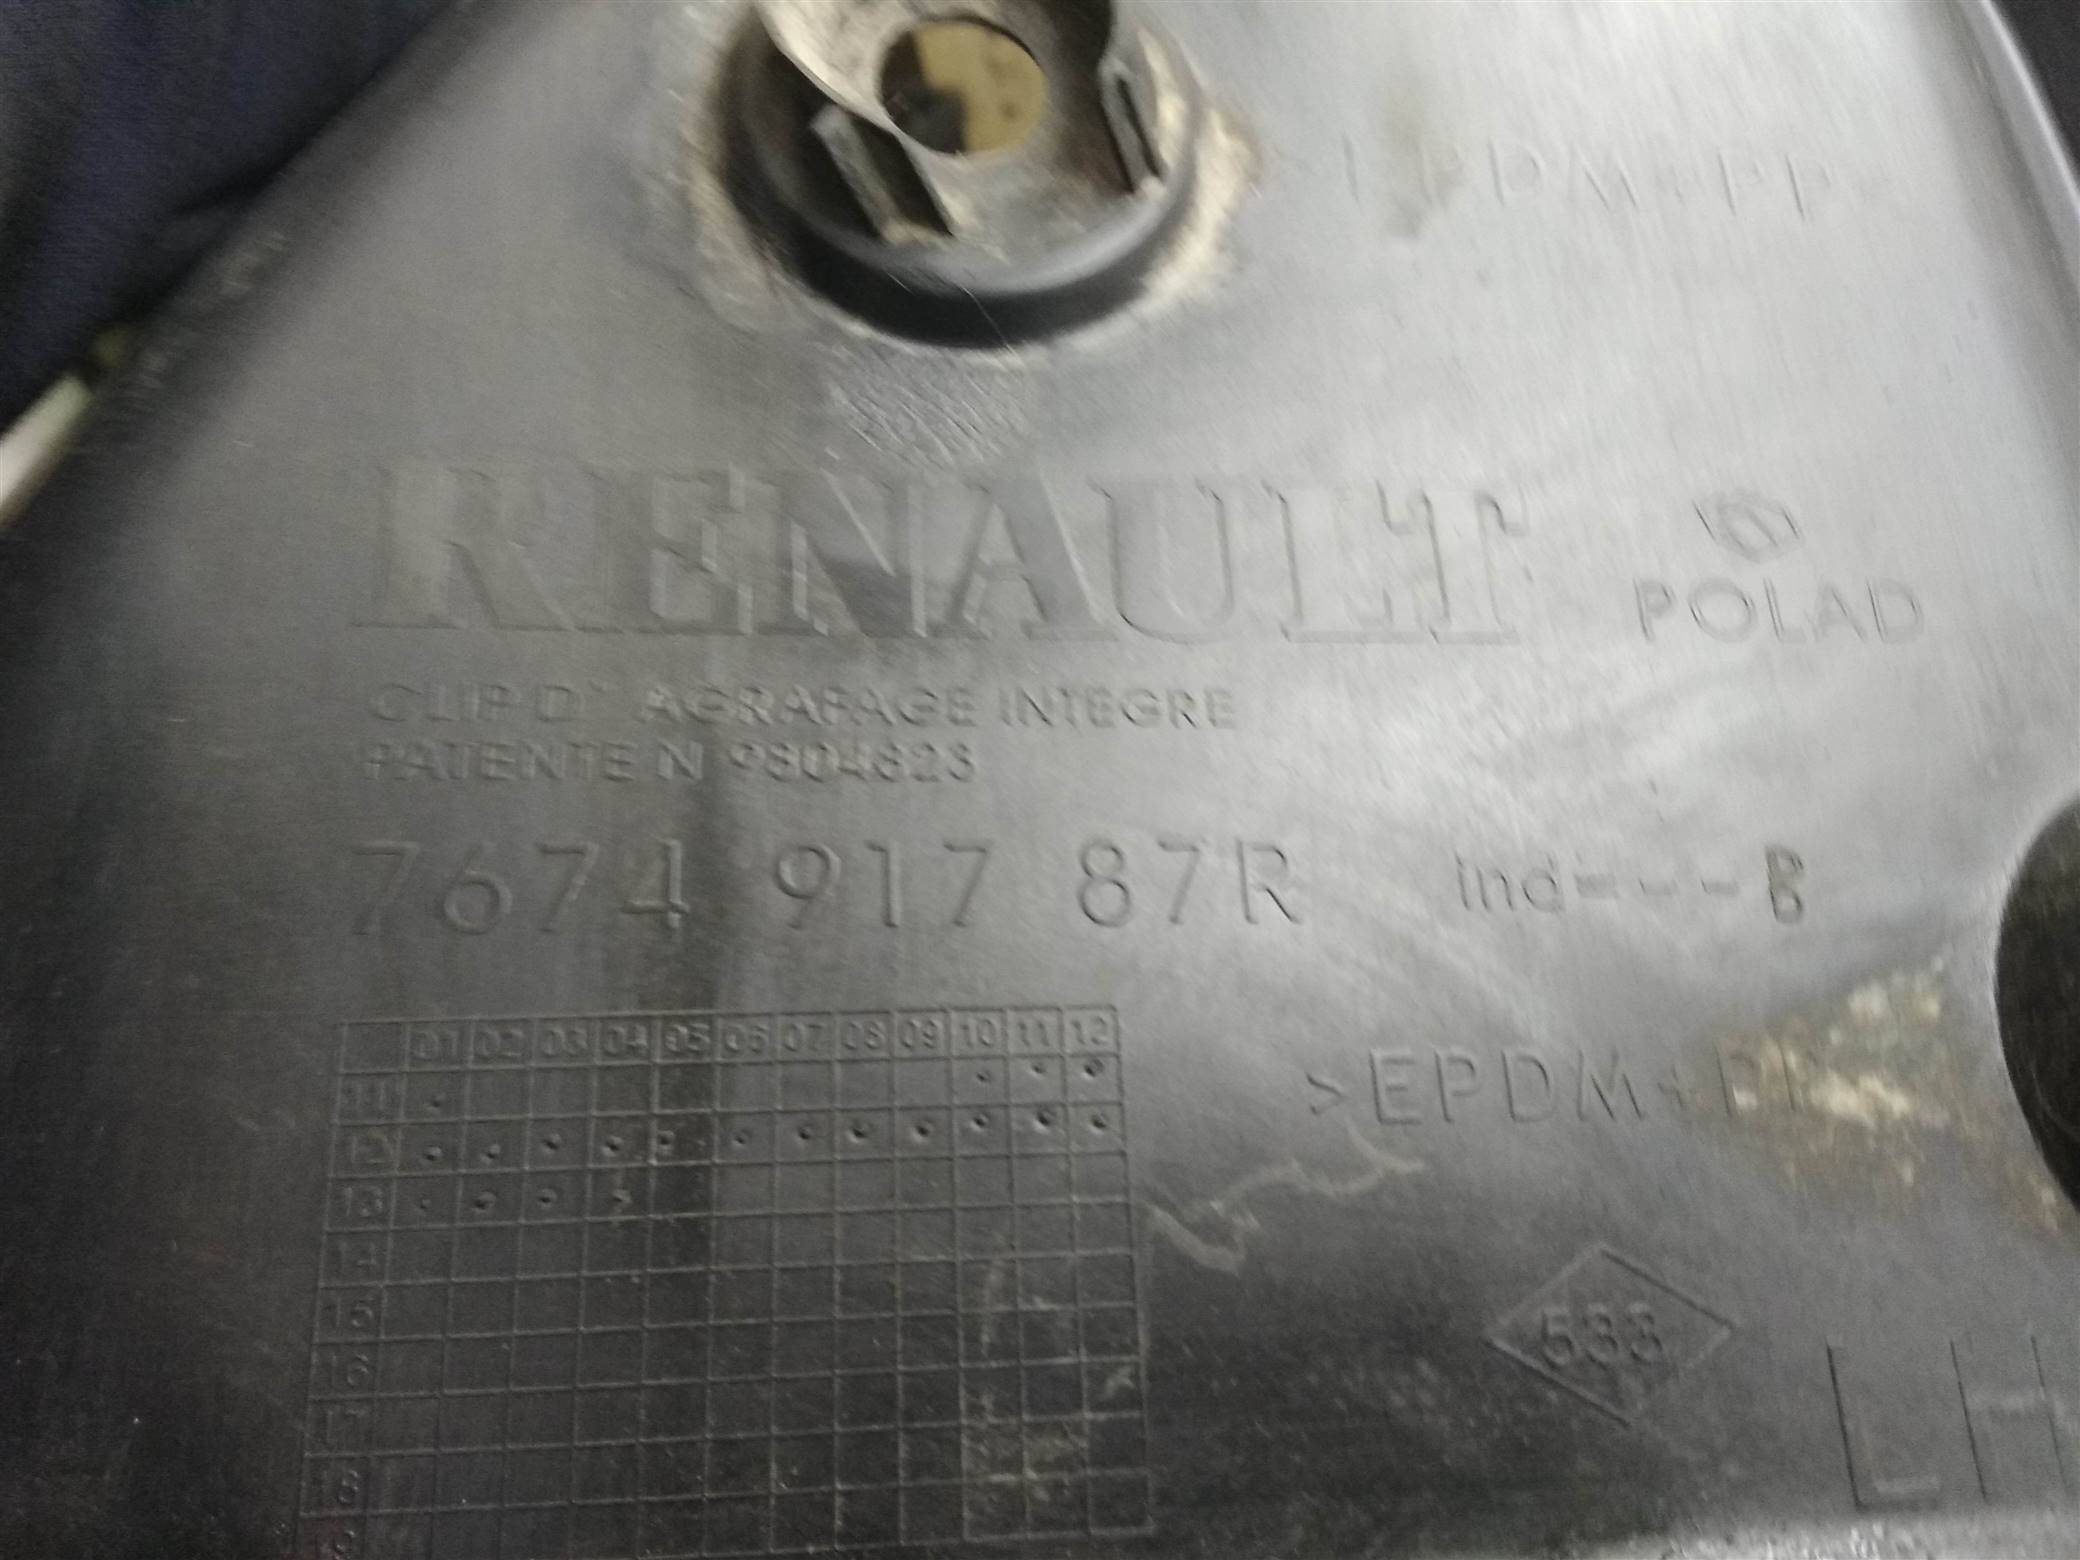 RENAULT
POLAD
CLIP D' AGRAFAGE INTEGRE
PATENTE N 9804823
7674 917 87R ind=---B
01 02 03 04 05 06 07 08 09 10 11 12
11
12
13
14
15
16
17
18
>EPDM+PP
533
LH